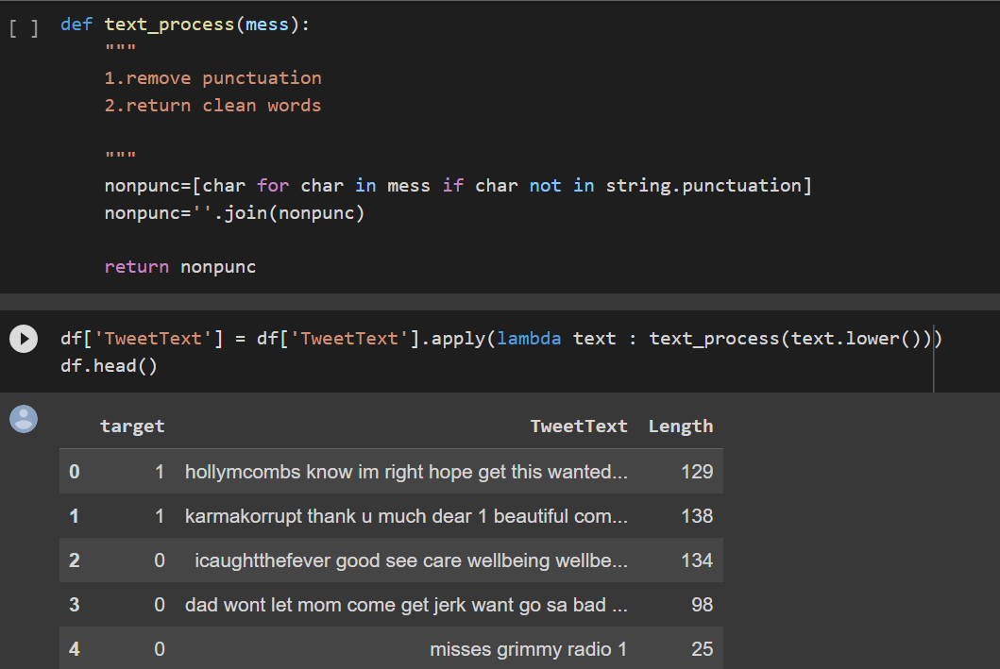 [ ] def text_process(mess):
"""
1.remove punctuation
2.return clean words
"""
nonpunc=[char for char in mess if char not in string.punctuation]
nonpunc=''.join(nonpunc)
return nonpunc
df['TweetText'] = df['TweetText'].apply(lambda text : text_process(text.lower()))
df.head()
target TweetText Length
0 1 hollymcombs know im right hope get this wanted... 129
1 1 karmakorrupt thank u much dear 1 beautiful com... 138
2 0 icaughtthefever good see care wellbeing wellbe... 134
3 0 dad wont let mom come get jerk want go sa bad ... 98
4 0 misses grimmy radio 1 25